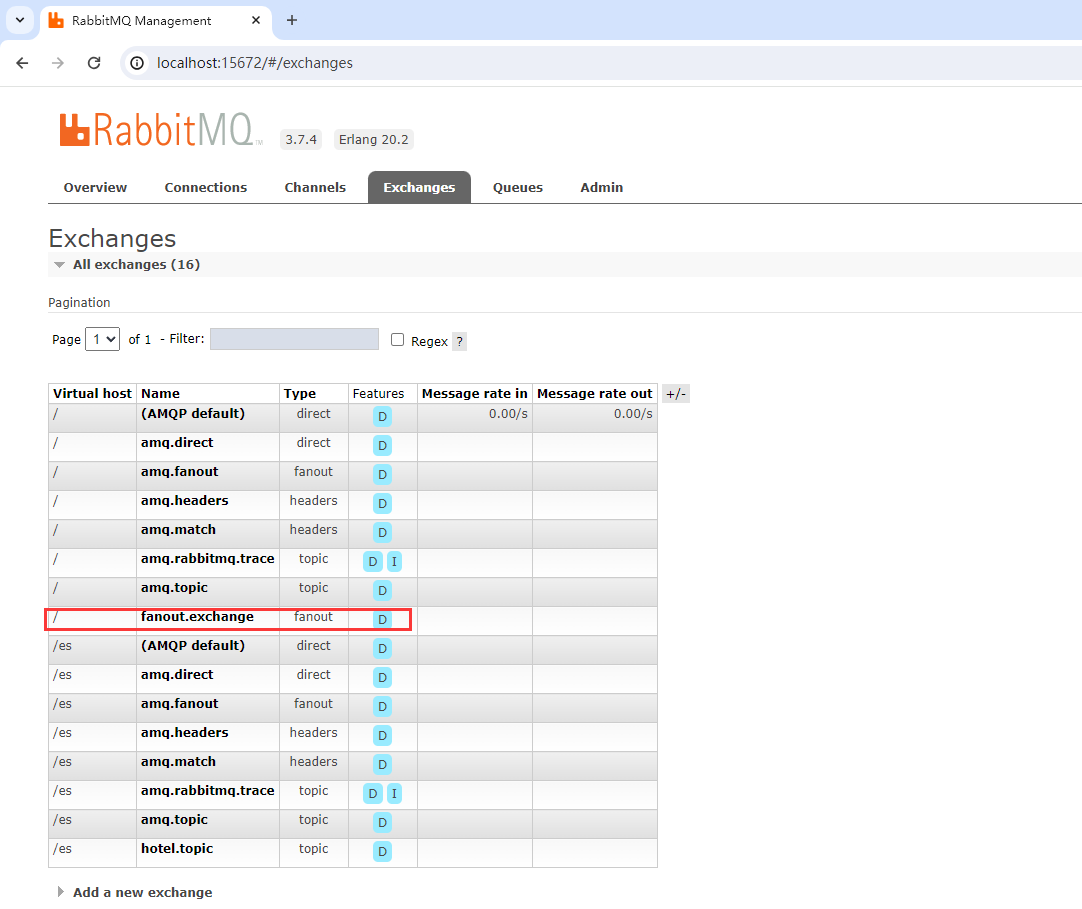 RabbitMQ Management
localhost:15672/#/exchanges
RabbitMQ TM 3.7.4 Erlang 20.2
Overview Connections Channels Exchanges Queues Admin
Exchanges
All exchanges (16)
Pagination
Page 1 of 1 - Filter: Regex ?
Virtual host Name Type Features Message rate in Message rate out +/-
/ (AMQP default) direct D 0.00/s 0.00/s
/ amq.direct direct D
/ amq.fanout fanout D
/ amq.headers headers D
/ amq.match headers D
/ amq.rabbitmq.trace topic D I
/ amq.topic topic D
/ fanout.exchange fanout D
/es (AMQP default) direct D
/es amq.direct direct D
/es amq.fanout fanout D
/es amq.headers headers D
/es amq.match headers D
/es amq.rabbitmq.trace topic D I
/es amq.topic topic D
/es hotel.topic topic D
Add a new exchange